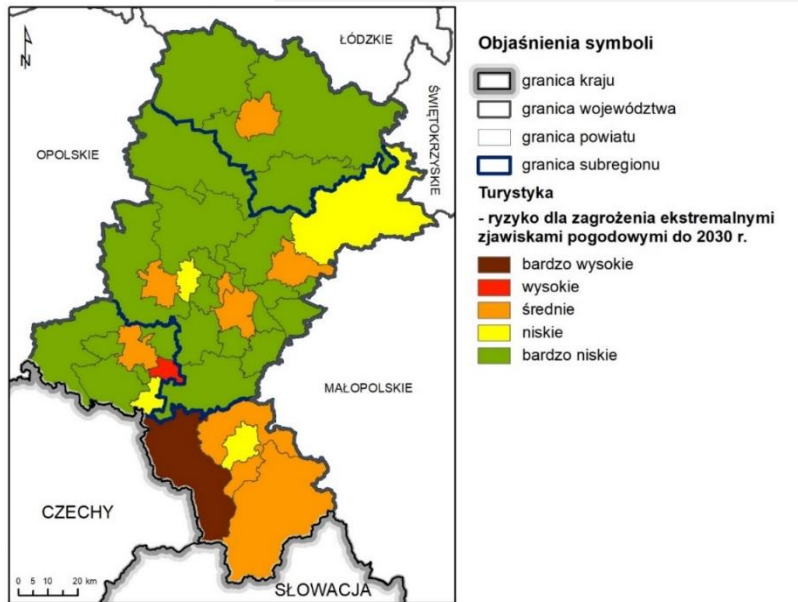 N
ŁÓDZKIE
ŚWIĘTOKRZYSKIE
OPOLSKIE
MAŁOPOLSKIE
CZECHY
SŁOWACJA
0 5 10 20 km
Objaśnienia symboli
granica kraju
granica województwa
granica powiatu
granica subregionu
Turystyka
- ryzyko dla zagrożenia ekstremalnymi
zjawiskami pogodowymi do 2030 r.
bardzo wysokie
wysokie
średnie
niskie
bardzo niskie